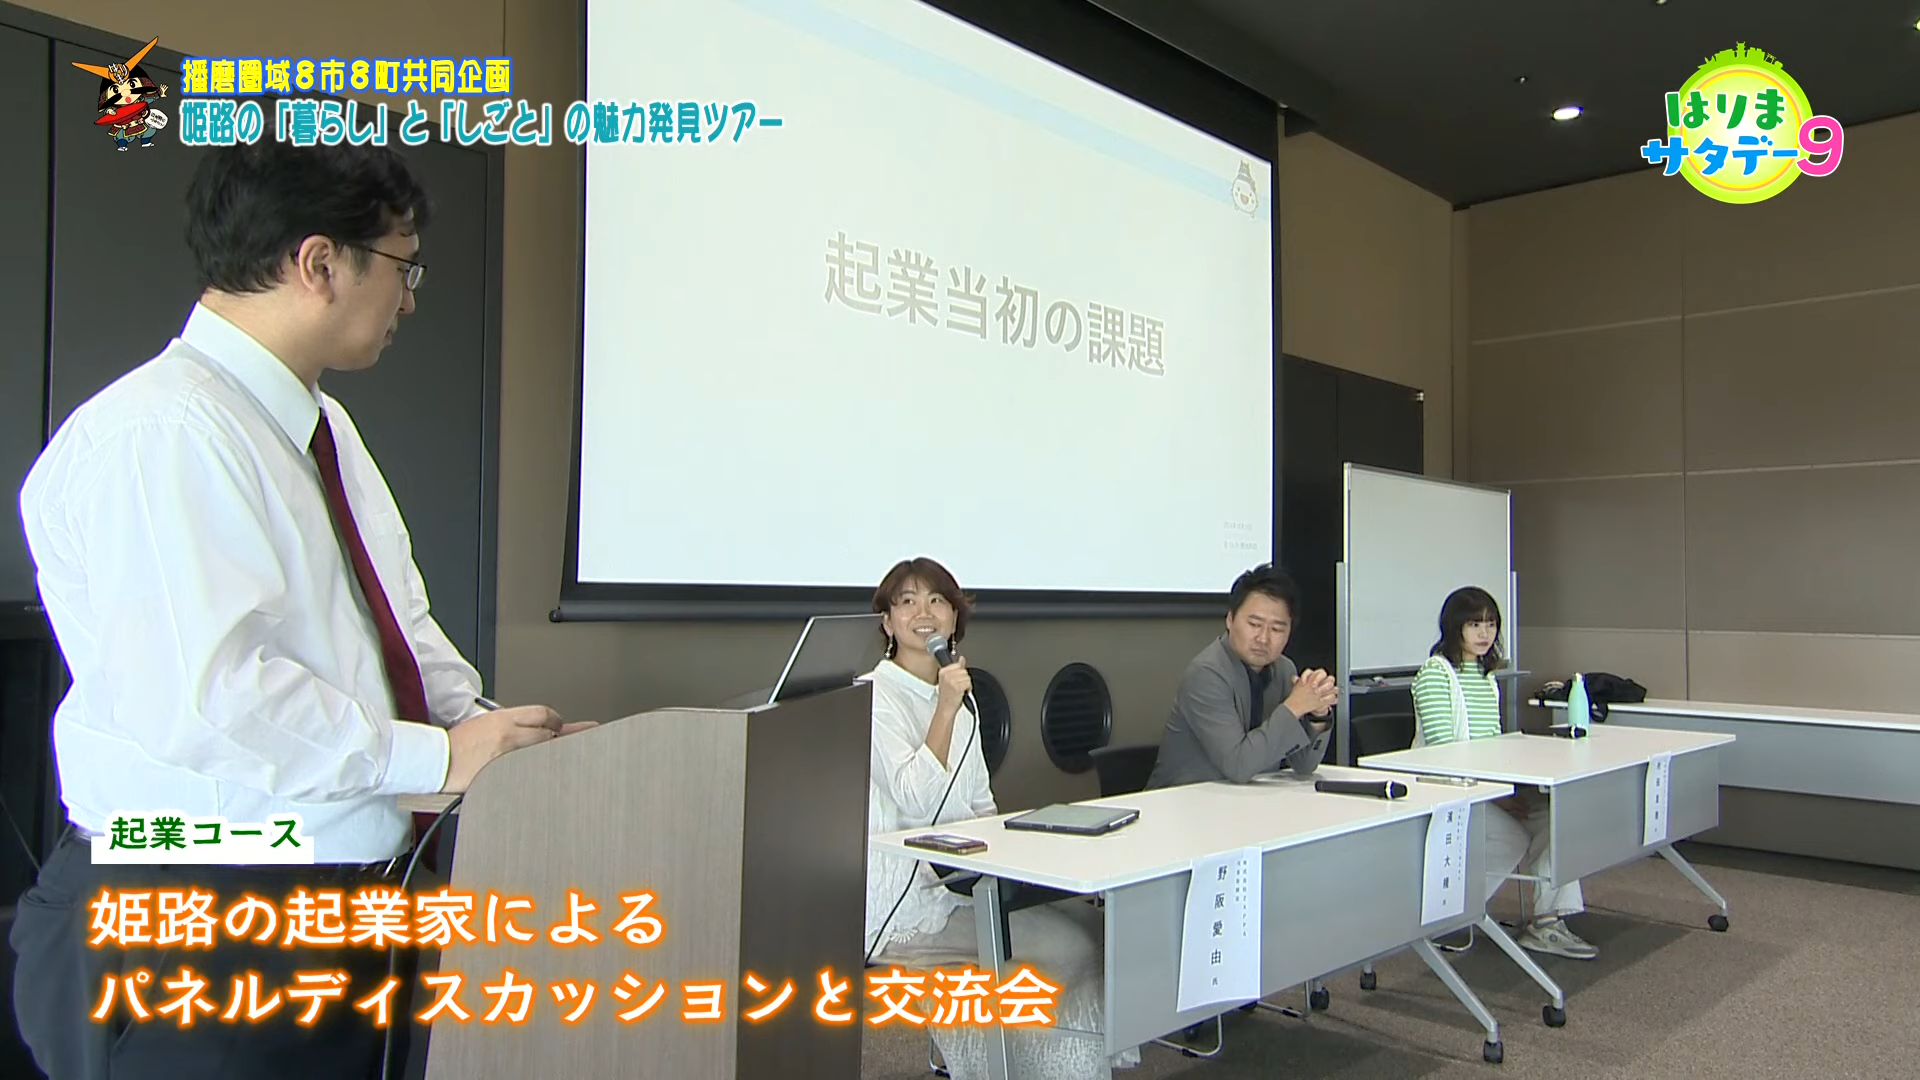 播磨圏域8市8町共同企画
姫路の「暮らし」と「しごと」の魅力発見ツアー
はりま
サタデー9
起業当初の課題
野阪愛由 氏
濱田大輔
起業コース
姫路の起業家による
パネルディスカッションと交流会